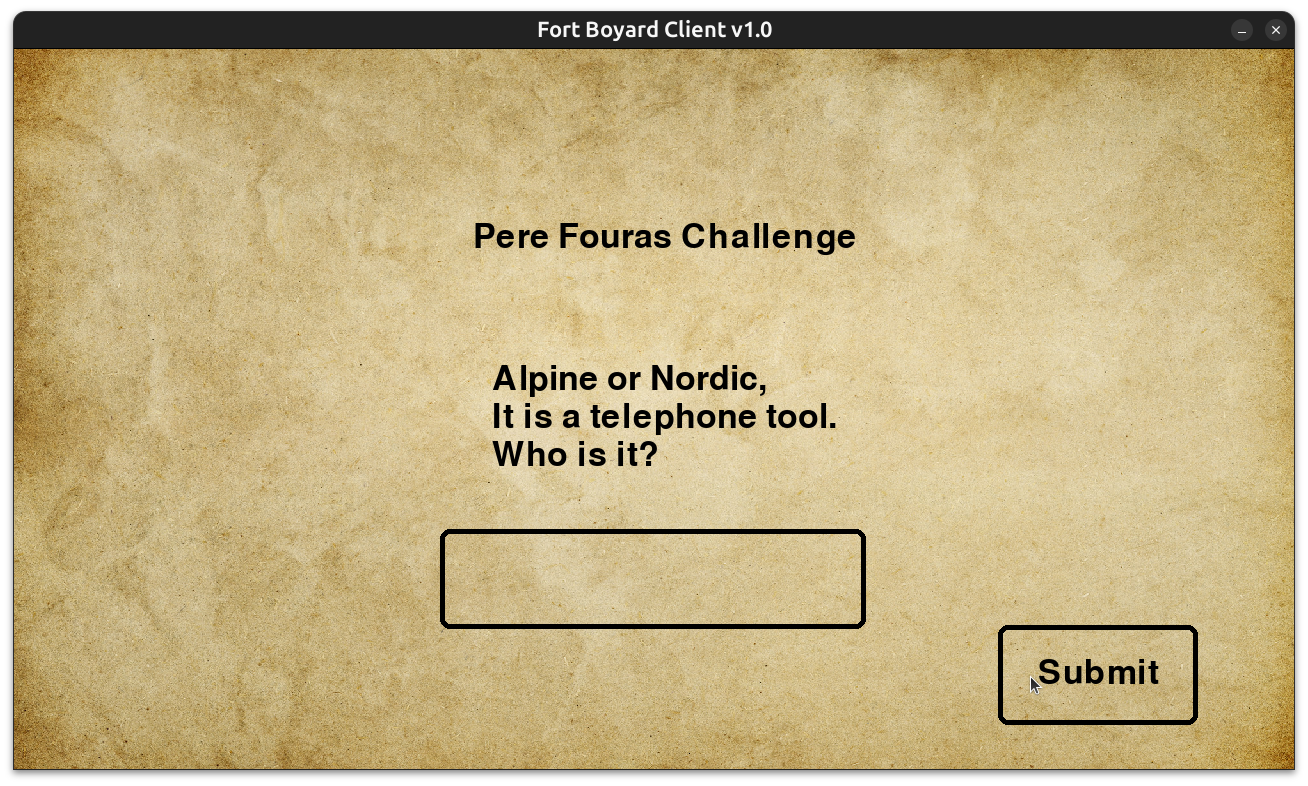 Fort Boyard Client v1.0
Pere Fouras Challenge
Alpine or Nordic,
It is a telephone tool.
Who is it?
Submit